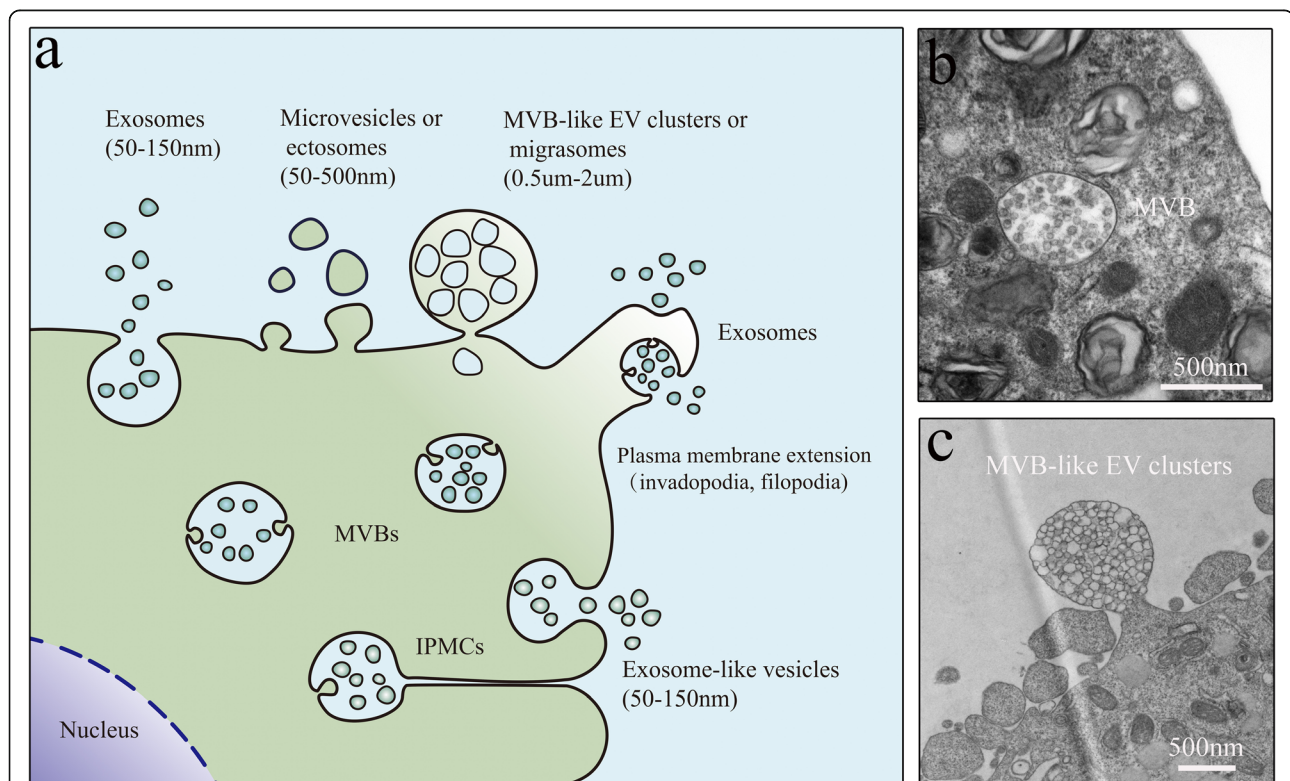 a
Exosomes
(50-150nm)
Microvesicles or
ectosomes
(50-500nm)
MVB-like EV clusters or
migrasomes
(0.5um-2um)
Exosomes
Plasma membrane extension
(invadopodia, filopodia)
MVBs
IPMCs
Exosome-like vesicles
(50-150nm)
Nucleus
b
MVB
500nm
c
MVB-like EV clusters
500nm